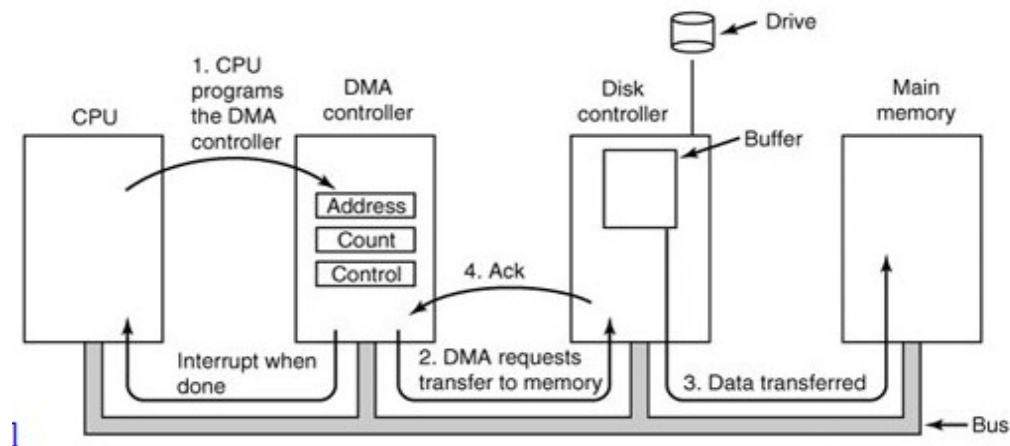 Drive
1. CPU
programs
the DMA
controller
CPU
DMA
controller
Disk
controller
Main
memory
Buffer
Address
Count
Control
4. Ack
Interrupt when
done
2. DMA requests
transfer to memory
3. Data transferred
Bus
]